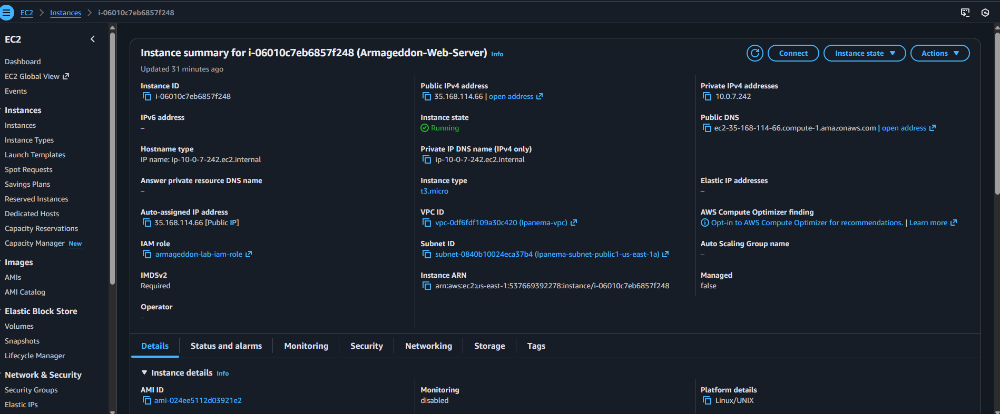 EC2 Instances i-06010c7eb6857f248
EC2
Dashboard
EC2 Global View
Events
Instances
Instances
Instance Types
Launch Templates
Spot Requests
Savings Plans
Reserved Instances
Dedicated Hosts
Capacity Reservations
Capacity Manager New
Images
AMIs
AMI Catalog
Elastic Block Store
Volumes
Snapshots
Lifecycle Manager
Network & Security
Security Groups
Elastic IPs
Instance summary for i-06010c7eb6857f248 (Armageddon-Web-Server) Info
Connect
Instance state
Actions
Updated 31 minutes ago
Instance ID
i-06010c7eb6857f248
Public IPv4 address
35.168.114.66 | open address
Private IPv4 addresses
10.0.7.242
IPv6 address
–
Instance state
Running
Public DNS
ec2-35-168-114-66.compute-1.amazonaws.com | open address
Hostname type
IP name: ip-10-0-7-242.ec2.internal
Private IP DNS name (IPv4 only)
ip-10-0-7-242.ec2.internal
Answer private resource DNS name
–
Instance type
t3.micro
Elastic IP addresses
–
Auto-assigned IP address
35.168.114.66 [Public IP]
VPC ID
vpc-0df6fdf109a30c420 (Ipanema-vpc)
AWS Compute Optimizer finding
Opt-in to AWS Compute Optimizer for recommendations. | Learn more
IAM role
armageddon-lab-iam-role
Subnet ID
subnet-0840b10024eca37b4 (Ipanema-subnet-public1-us-east-1a)
Auto Scaling Group name
–
IMDSv2
Required
Instance ARN
arn:aws:ec2:us-east-1:537669392278:instance/i-06010c7eb6857f248
Managed
false
Operator
–
Details
Status and alarms
Monitoring
Security
Networking
Storage
Tags
Instance details Info
AMI ID
ami-024ee5112d03921e2
Monitoring
disabled
Platform details
Linux/UNIX